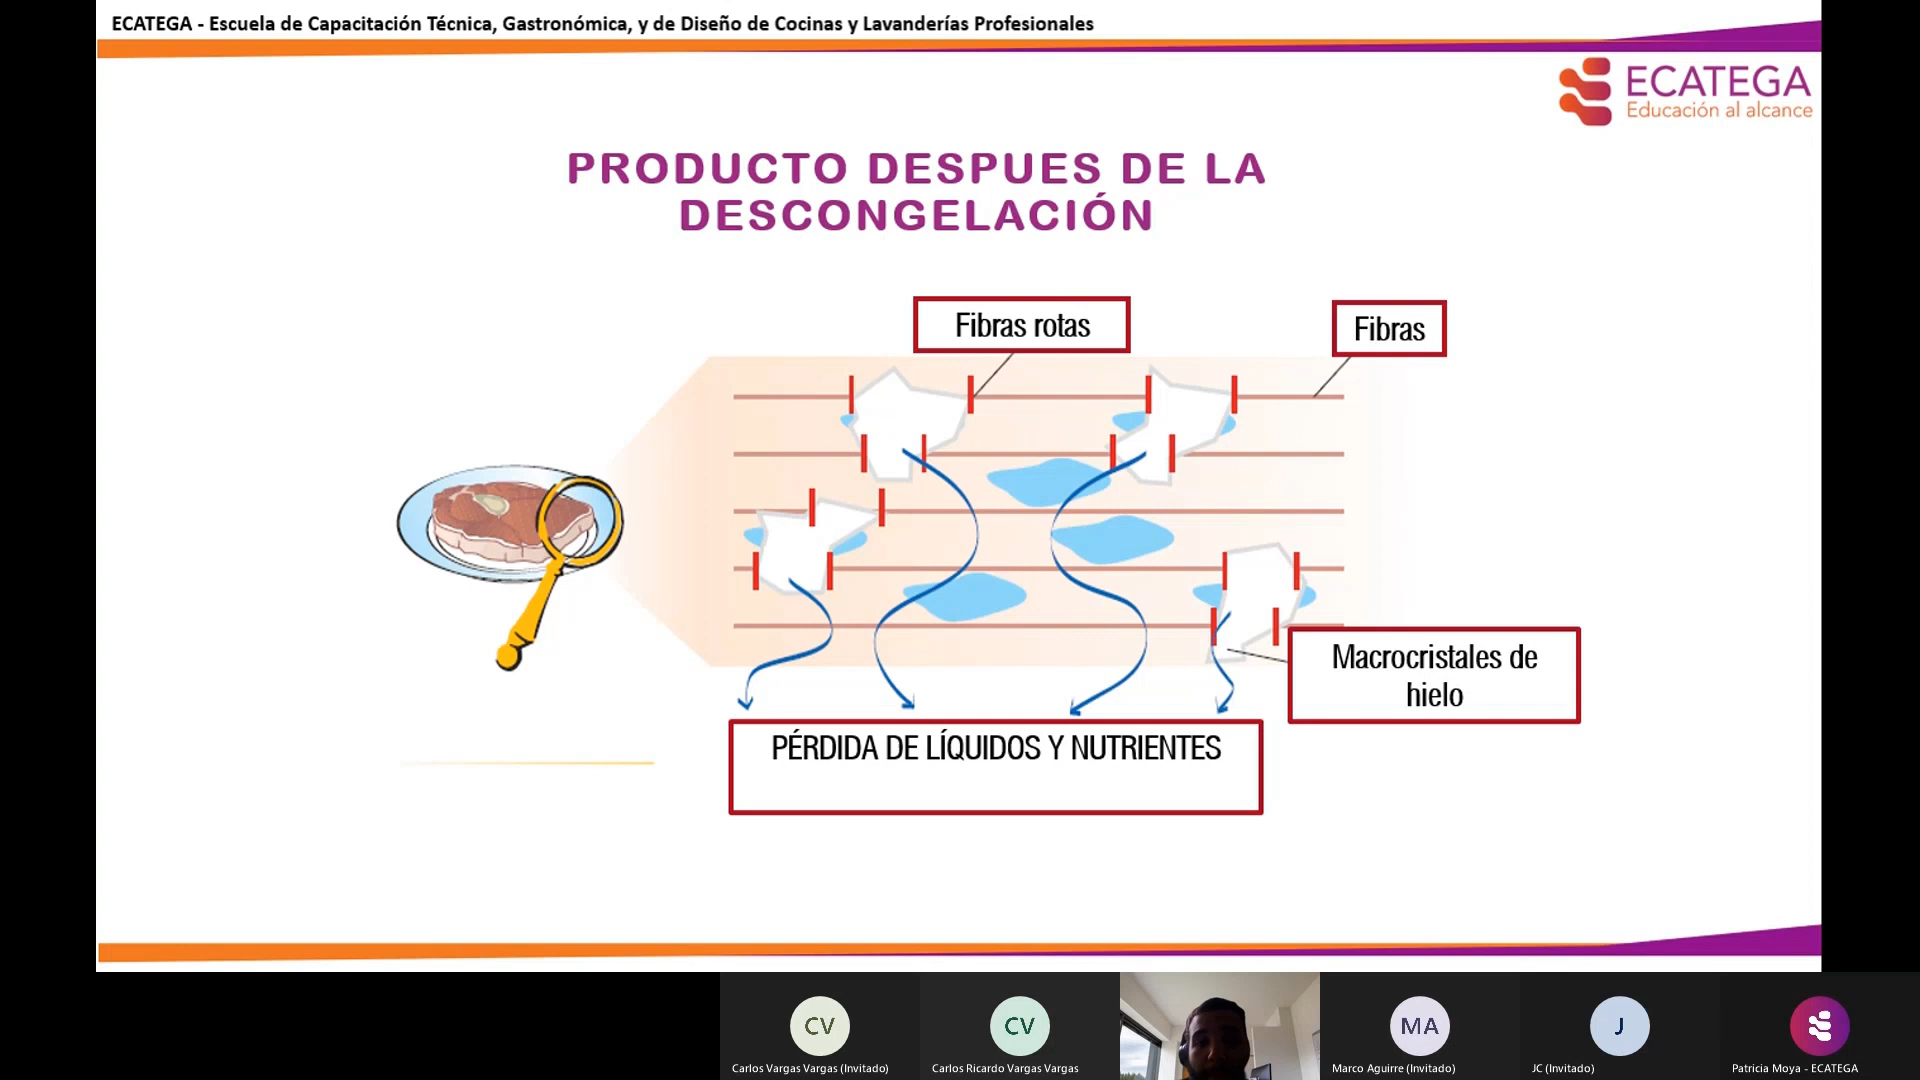 ECATEGA - Escuela de Capacitación Técnica, Gastronómica, y de Diseño de Cocinas y Lavanderías Profesionales
ECATEGA
Educación al alcance
PRODUCTO DESPUES DE LA
DESCONGELACIÓN
Fibras rotas
Fibras
Macrocristales de
hielo
PÉRDIDA DE LÍQUIDOS Y NUTRIENTES
CV
CV
MA
J
Carlos Vargas Vargas (Invitado)
Carlos Ricardo Vargas Vargas
Marco Aguirre (Invitado)
JC (Invitado)
Patricia Moya - ECATEGA